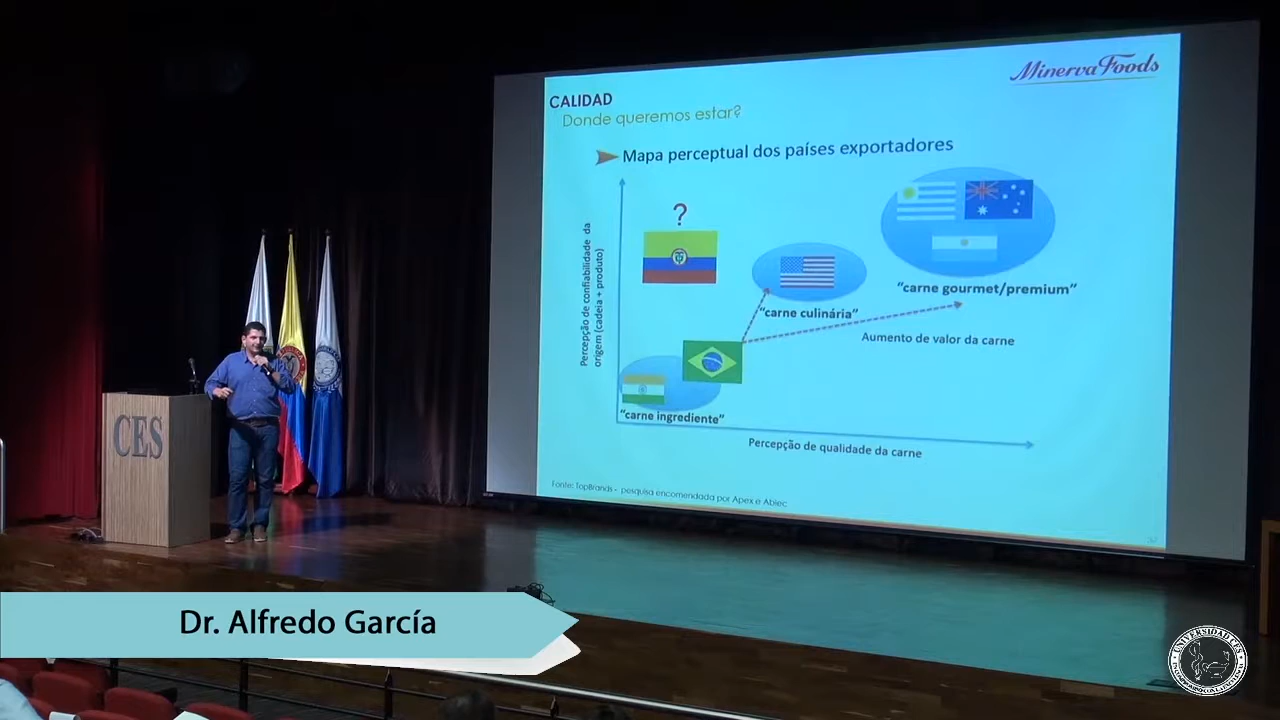 Minerva Foods
CALIDAD
Donde queremos estar?
Mapa perceptual dos países exportadores
?
Percepção de confiabilidade da
origem (cadeia + produto)
"carne gourmet/premium"
"carne culinária"
Aumento de valor da carne
"carne ingrediente"
Percepção de qualidade da carne
Fonte: TopBrands - pesquisa encomendada por Apex e Abiec
CES
Dr. Alfredo García
UNIVERSIDAD CES